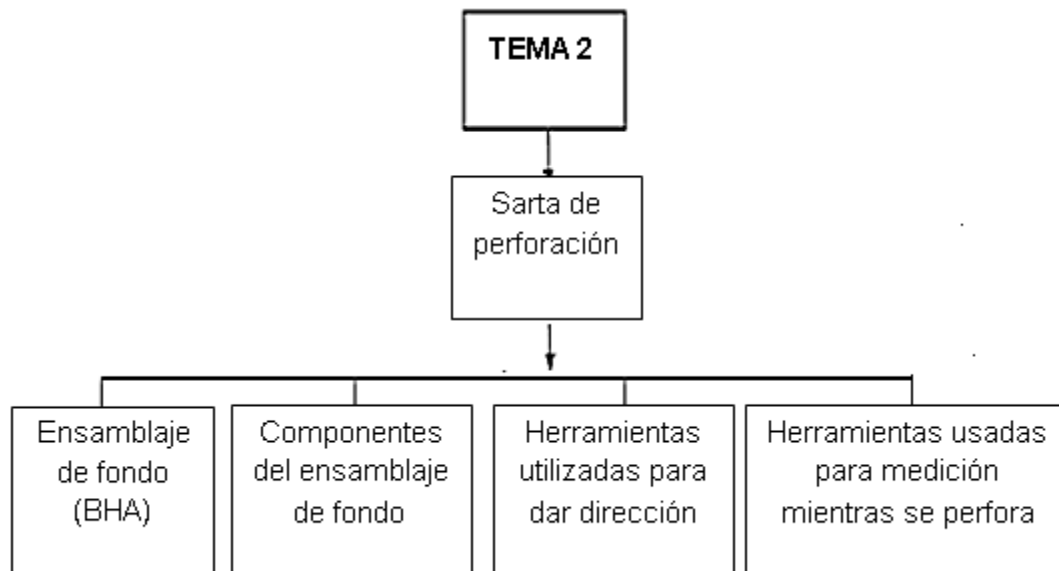 TEMA 2
Sarta de
perforación
Ensamblaje
de fondo
(BHA)
Componentes
del ensamblaje
de fondo
Herramientas
utilizadas para
dar dirección
Herramientas usadas
para medición
mientras se perfora